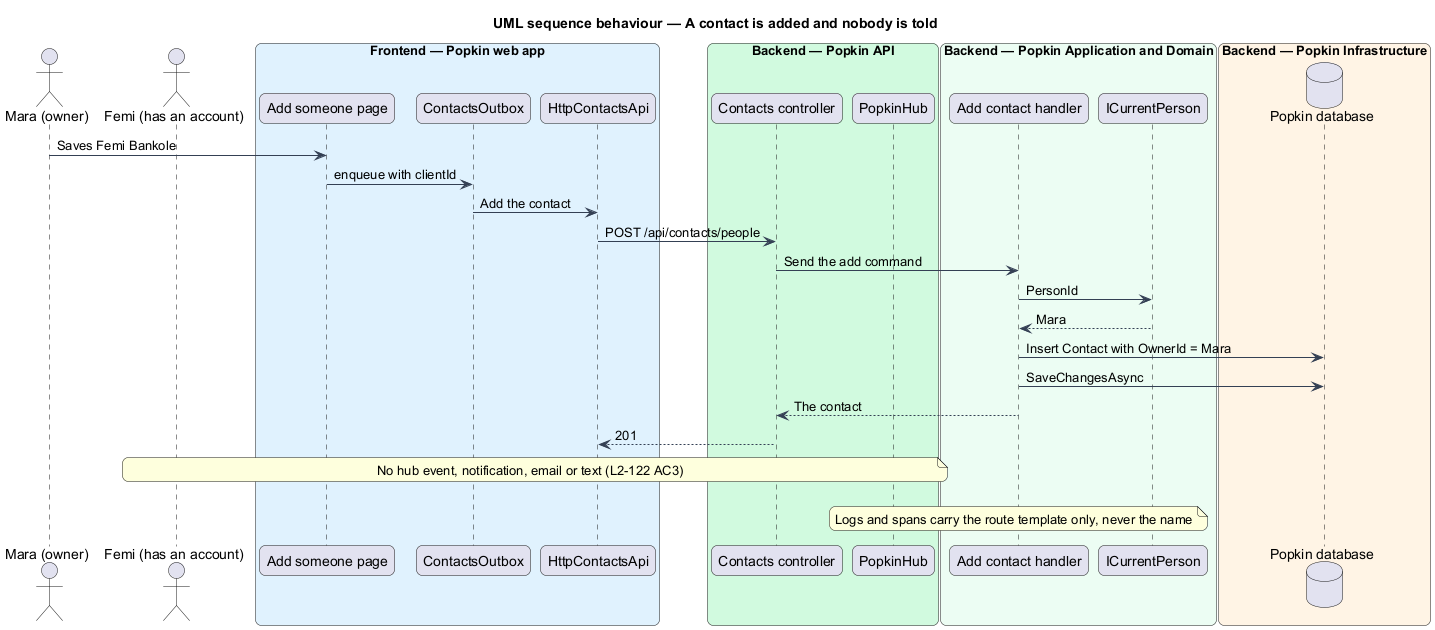 UML sequence behaviour — A contact is added and nobody is told
Frontend — Popkin web app
Backend — Popkin API
Backend — Popkin Application and Domain
Backend — Popkin Infrastructure
Mara (owner)
Femi (has an account)
Add someone page
ContactsOutbox
HttpContactsApi
Contacts controller
PopkinHub
Add contact handler
ICurrentPerson
Popkin database
Saves Femi Bankole
enqueue with clientId
Add the contact
POST /api/contacts/people
Send the add command
PersonId
Mara
Insert Contact with OwnerId = Mara
SaveChangesAsync
The contact
201
No hub event, notification, email or text (L2-122 AC3)
Logs and spans carry the route template only, never the name
Mara (owner)
Femi (has an account)
Add someone page
ContactsOutbox
HttpContactsApi
Contacts controller
PopkinHub
Add contact handler
ICurrentPerson
Popkin database